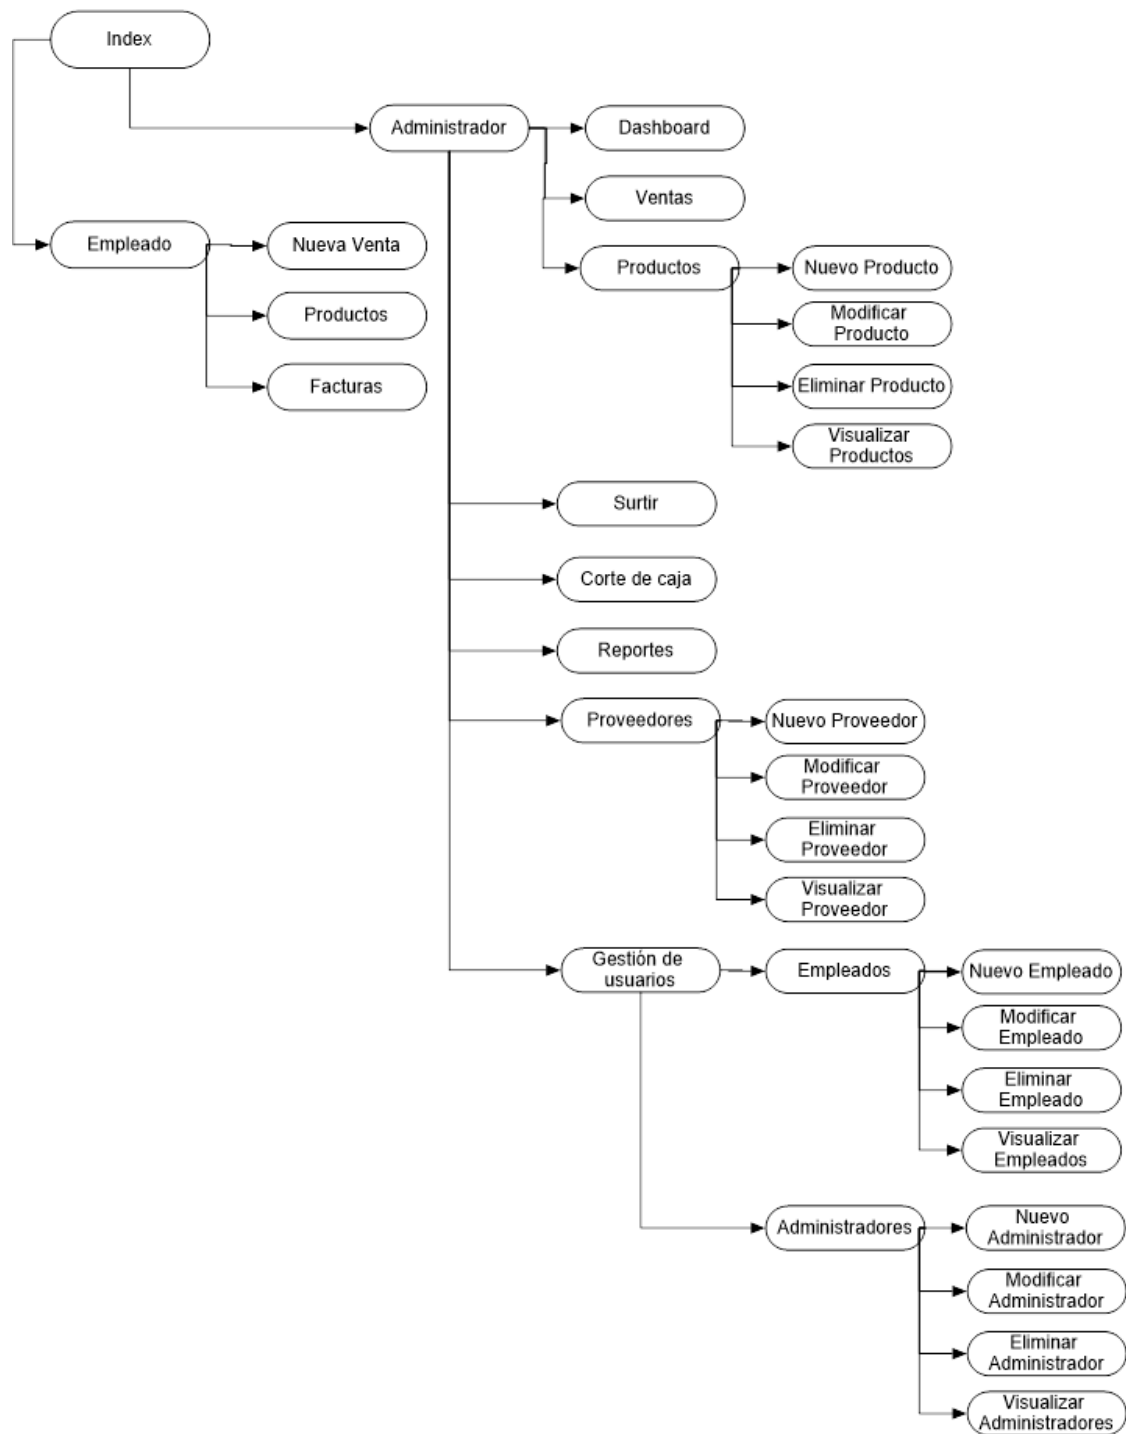 Index
Administrador
Dashboard
Ventas
Empleado
Nueva Venta
Productos
Nuevo Producto
Productos
Modificar
Producto
Facturas
Eliminar Producto
Visualizar
Productos
Surtir
Corte de caja
Reportes
Proveedores
Nuevo Proveedor
Modificar
Proveedor
Eliminar
Proveedor
Visualizar
Proveedor
Gestión de
usuarios
Empleados
Nuevo Empleado
Modificar
Empleado
Eliminar
Empleado
Visualizar
Empleados
Administradores
Nuevo
Administrador
Modificar
Administrador
Eliminar
Administrador
Visualizar
Administradores